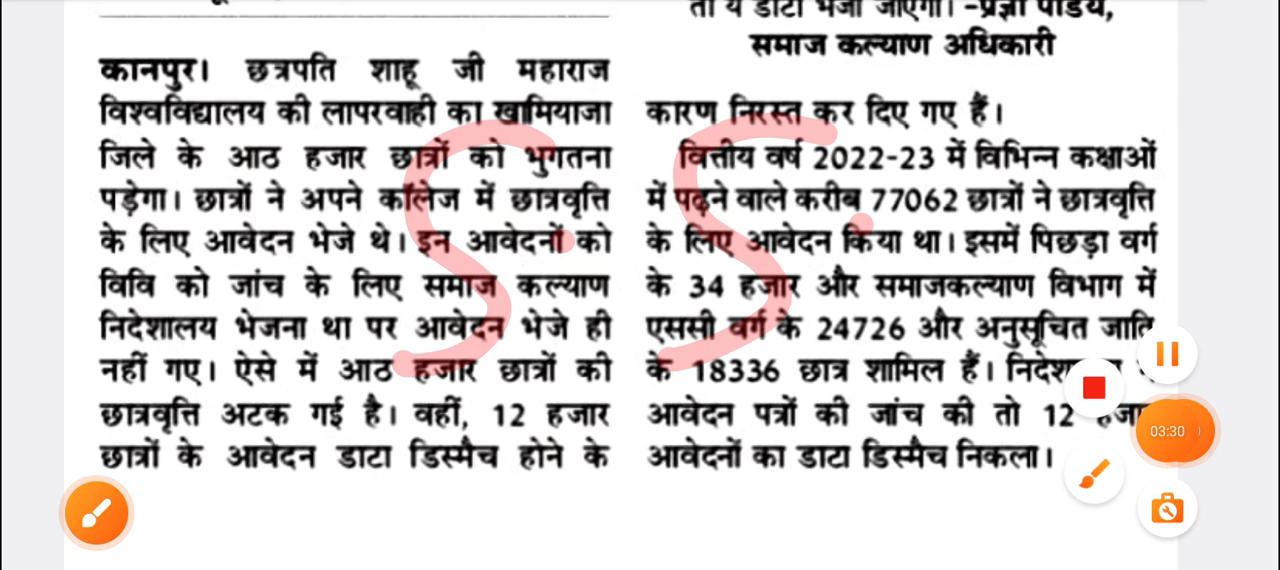 तो ये डाटा भेजा जाएगा। -प्रज्ञा पांडेय,
समाज कल्याण अधिकारी
कानपुर। छत्रपति शाहू जी महाराज
विश्वविद्यालय की लापरवाही का खामियाजा
जिले के आठ हजार छात्रों को भुगतना
पड़ेगा। छात्रों ने अपने कॉलेज में छात्रवृत्ति
के लिए आवेदन भेजे थे। इन आवेदनों को
विवि को जांच के लिए समाज कल्याण
निदेशालय भेजना था पर आवेदन भेजे ही
नहीं गए। ऐसे में आठ हजार छात्रों की
छात्रवृत्ति अटक गई है। वहीं, 12 हजार
छात्रों के आवेदन डाटा डिस्मैच होने के
कारण निरस्त कर दिए गए हैं।
वित्तीय वर्ष 2022-23 में विभिन्न कक्षाओं
में पढ़ने वाले करीब 77062 छात्रों ने छात्रवृत्ति
के लिए आवेदन किया था। इसमें पिछड़ा वर्ग
के 34 हजार और समाजकल्याण विभाग में
एससी वर्ग के 24726 और अनुसूचित जाति
के 18336 छात्र शामिल हैं।
आवेदन पत्रों की जांच की तो 12 हजार
आवेदनों का डाटा डिस्मैच निकला।
S. S.
03:30